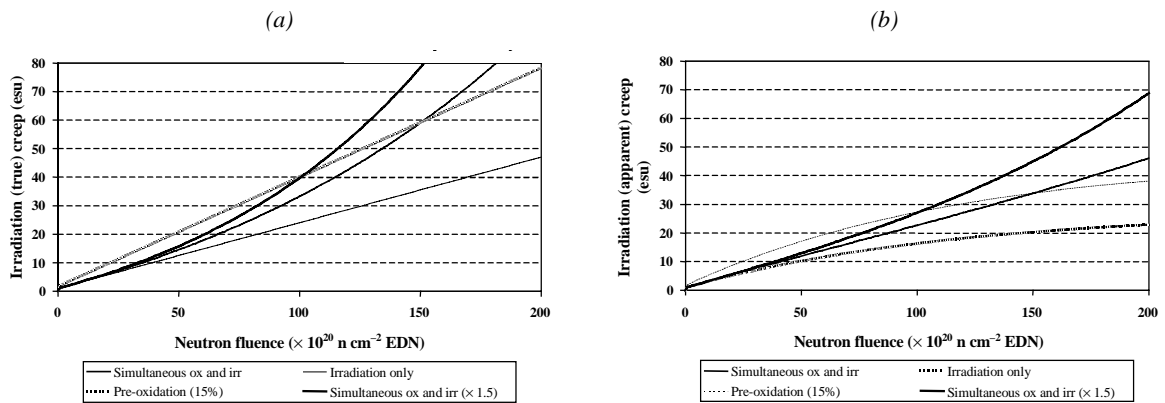 (a)
80
70
60
50
40
30
20
10
0
Irradiation (true) creep (esu)
0 50 100 150 200
Neutron fluence (× 10²⁰ n cm⁻² EDN)
Simultaneous ox and irr
Irradiation only
Pre-oxidation (15%)
Simultaneous ox and irr (× 1.5)
(b)
80
70
60
50
40
30
20
10
0
Irradiation (apparent) creep
(esu)
0 50 100 150 200
Neutron fluence (× 10²⁰ n cm⁻² EDN)
Simultaneous ox and irr
Irradiation only
Pre-oxidation (15%)
Simultaneous ox and irr (× 1.5)